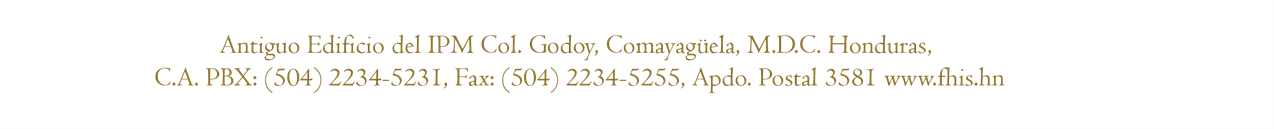 Antiguo Edificio del IPM Col. Godoy, Comayagüela, M.D.C. Honduras,
C.A. PBX: (504) 2234-5231, Fax: (504) 2234-5255, Apdo. Postal 3581 www.fhis.hn